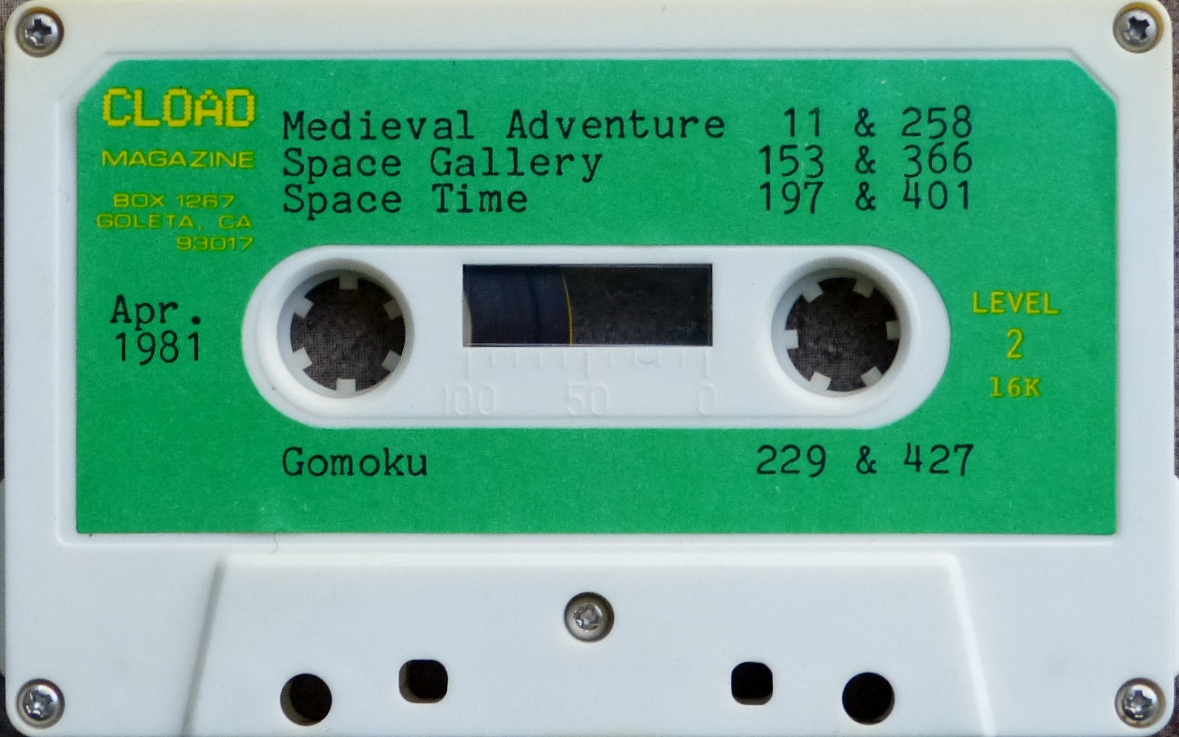 CLOAD
MAGAZINE
BOX 1267
GOLETA, CA
93017
Medieval Adventure 11 & 258
Space Gallery 153 & 366
Space Time 197 & 401
Apr.
1981
LEVEL
2
16K
100 50 0
Gomoku 229 & 427